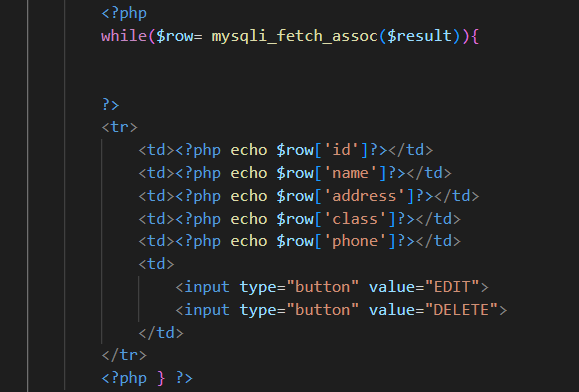 <?php
while($row= mysqli_fetch_assoc($result)){
?>
<tr>
<td><?php echo $row['id']?></td>
<td><?php echo $row['name']?></td>
<td><?php echo $row['address']?></td>
<td><?php echo $row['class']?></td>
<td><?php echo $row['phone']?></td>
<td>
<input type="button" value="EDIT">
<input type="button" value="DELETE">
</td>
</tr>
<?php } ?>